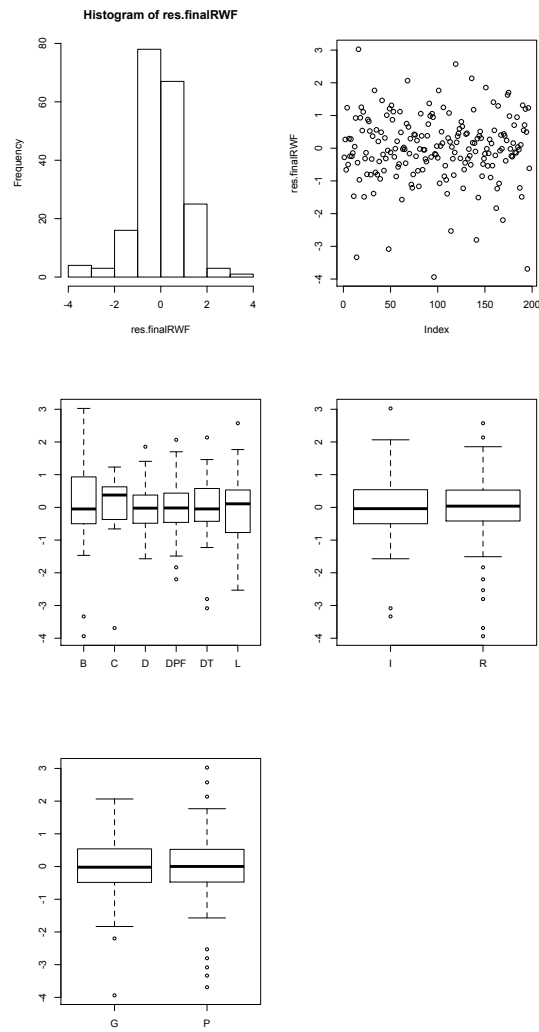 Histogram of res.finalRWF
Frequency
0 20 40 60 80
-4 -2 0 2 4
res.finalRWF
res.finalRWF
-4 -3 -2 -1 0 1 2 3
0 50 100 150 200
Index
-4 -3 -2 -1 0 1 2 3
B C D DPF DT L
-4 -3 -2 -1 0 1 2 3
I R
-4 -3 -2 -1 0 1 2 3
G P